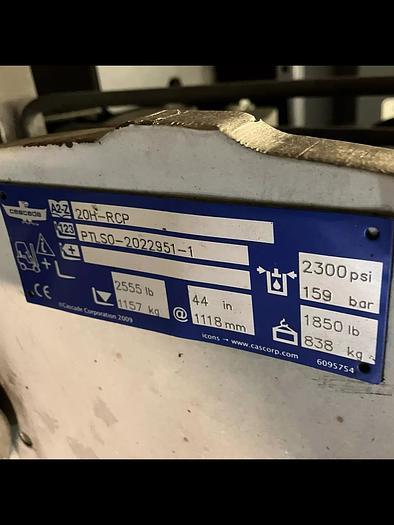 cascade
A2-Z 20H-RCP
123 PTLSO-2022951-1
2300 psi
159 bar
2555 lb
1157 kg
@
44 in
1118 mm
1850 lb
838 kg
CE
©Cascade Corporation 2009
icons → www.cascorp.com
6095754